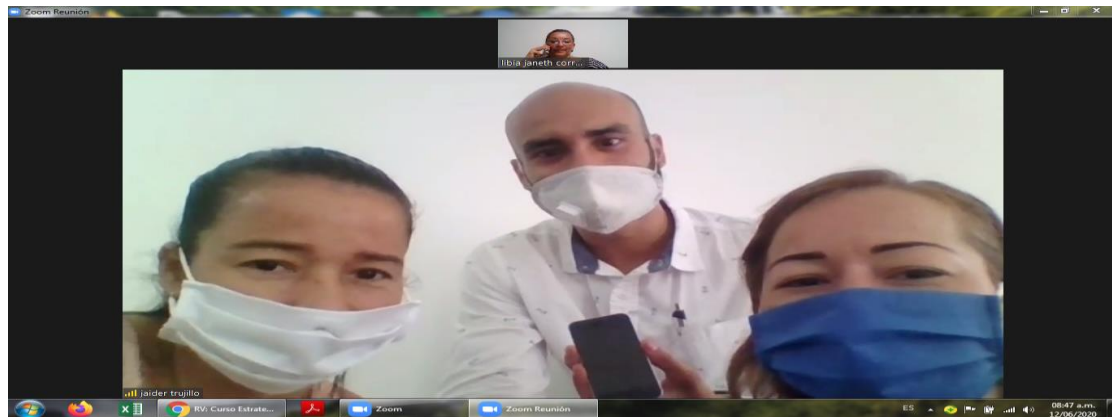 Zoom Reunión
libia janeth corr...
jaider trujillo
RV: Curso Estrate...
Zoom
Zoom Reunión
ES
08:47 a.m.
12/06/2020